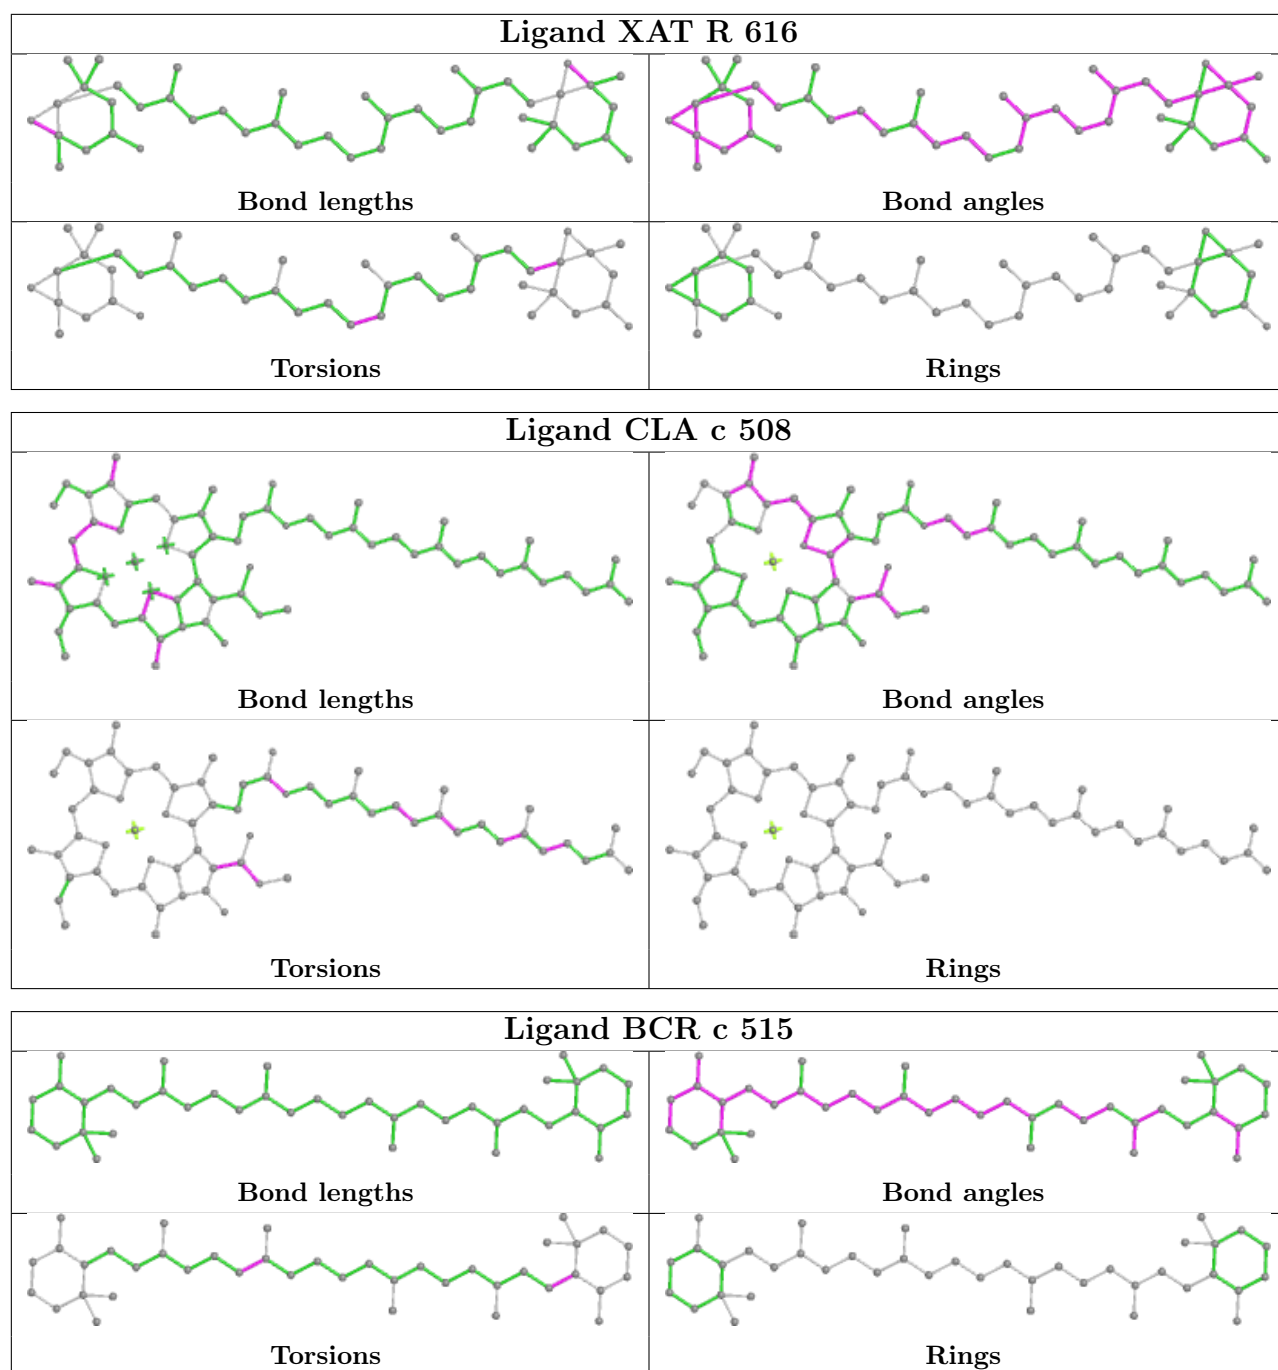 Ligand XAT R 616
Bond lengths
Bond angles
Torsions
Rings
Ligand CLA c 508
Bond lengths
Bond angles
Torsions
Rings
Ligand BCR c 515
Bond lengths
Bond angles
Torsions
Rings